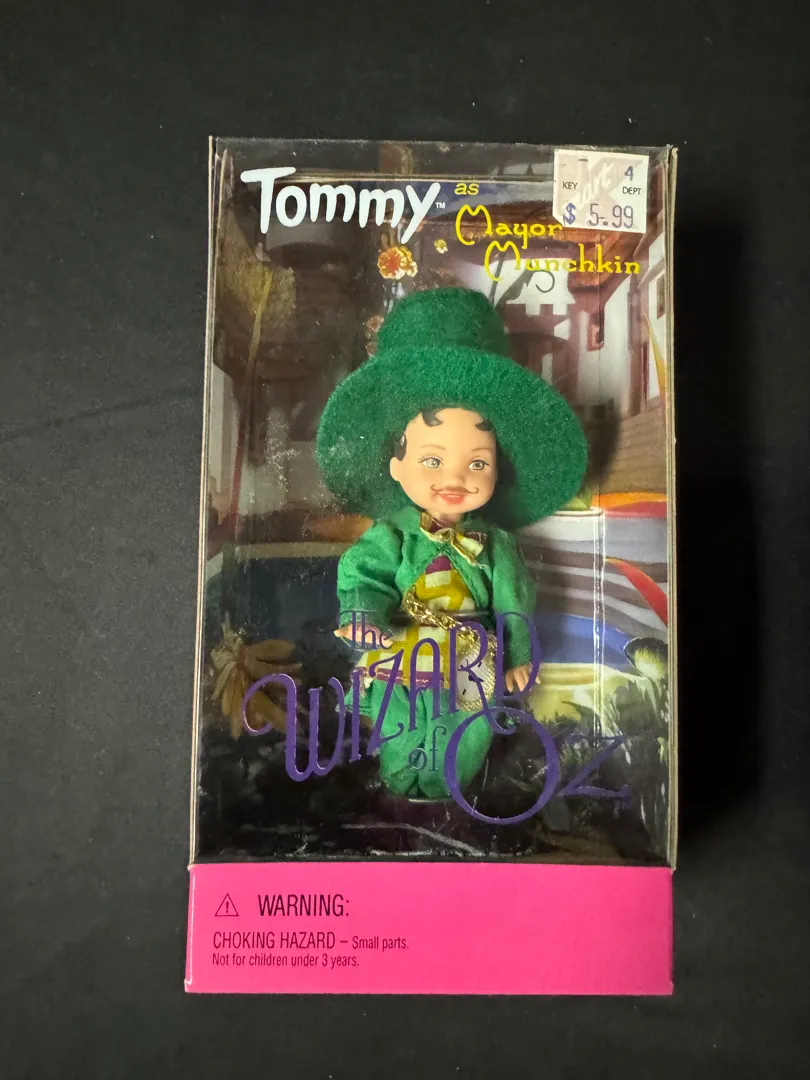 Tommy™ as
Mayor
Munchkin
4
KEY DEPT
$ 5.99
The
WIZARD
of OZ
⚠ WARNING:
CHOKING HAZARD – Small parts.
Not for children under 3 years.